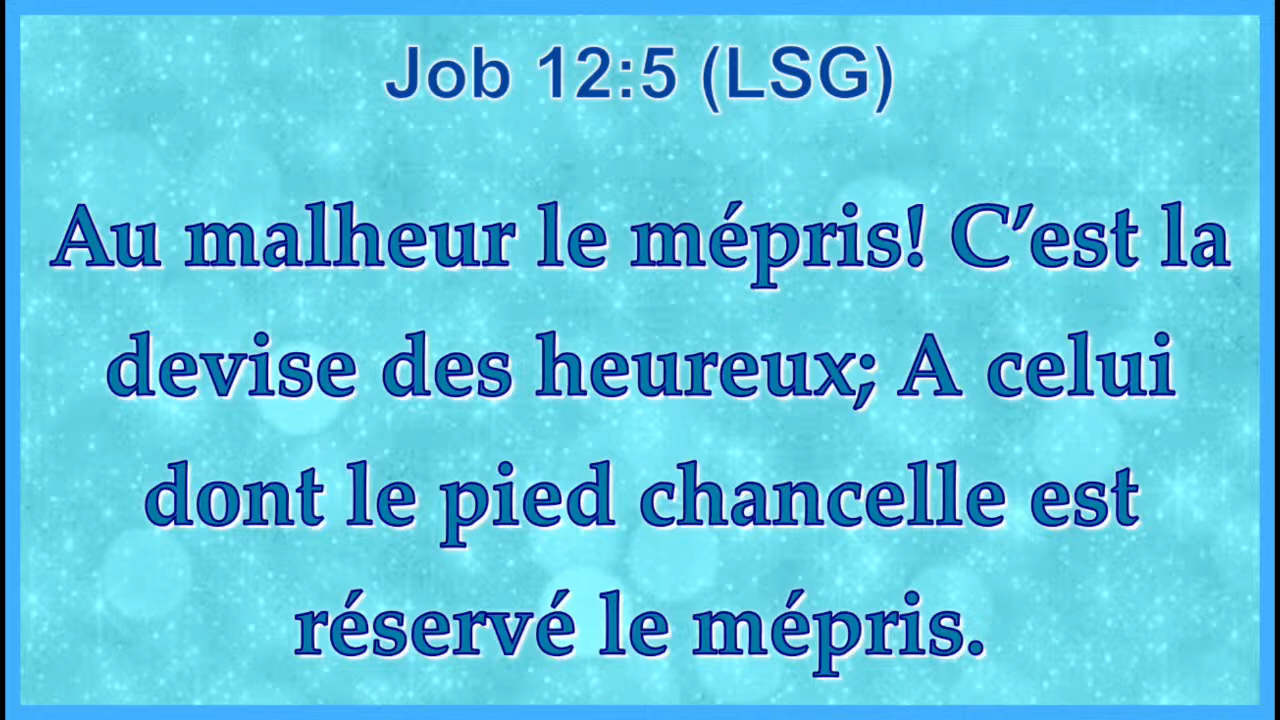 Job 12:5 (LSG)
Au malheur le mépris! C’est la
devise des heureux; A celui
dont le pied chancelle est
réservé le mépris.